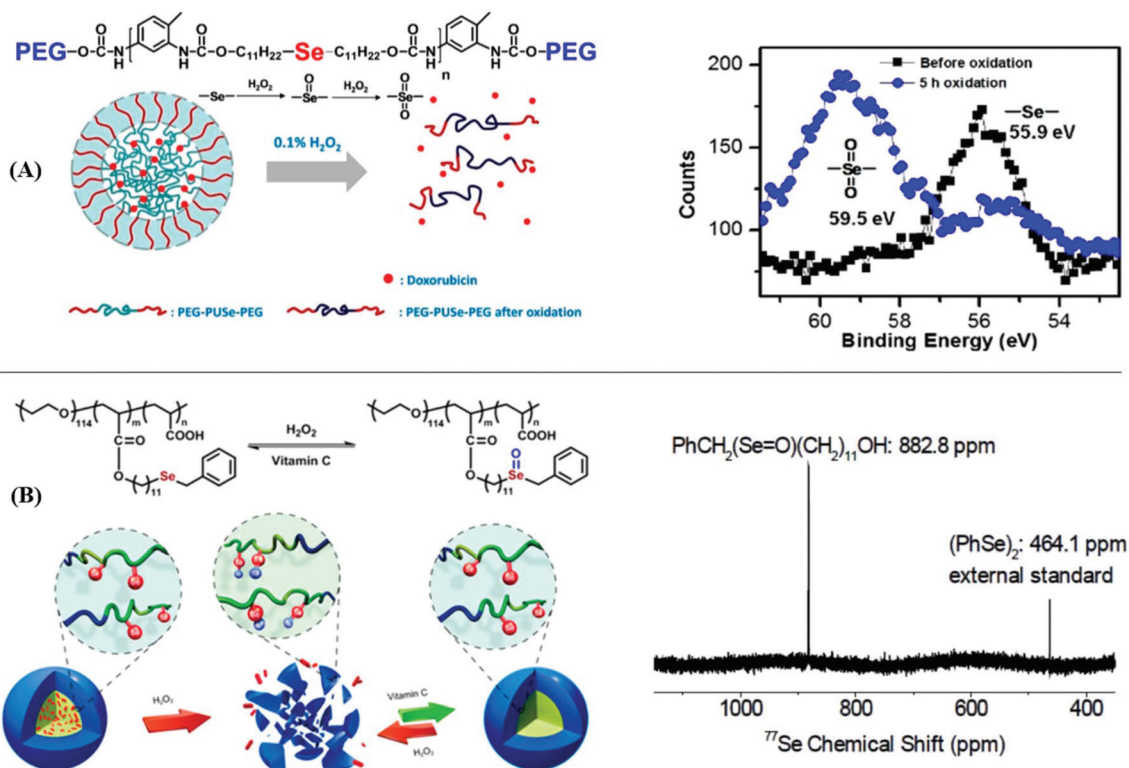 PEG-O-C(=O)-N(H)-[...]-N(H)-C(=O)-O-C₁₁H₂₂-Se-C₁₁H₂₂-O-C(=O)-N(H)-[...]ₙ-N(H)-C(=O)-O-PEG
—Se— H₂O₂ O —Se— H₂O₂ O —Se— O
(A)
0.1% H₂O₂
: Doxorubicin
: PEG-PUSe-PEG
: PEG-PUSe-PEG after oxidation
200
150
100
Counts
Before oxidation
5 h oxidation
—Se—
55.9 eV
O
—Se—
O
59.5 eV
60 58 56 54
Binding Energy (eV)
(B)
O 114 m n
C=O COOH
O
11
Se
H₂O₂
Vitamin C
O 114 m n
C=O COOH
O O
11
Se
H₂O₂
Vitamin C
H₂O₂
PhCH₂(Se=O)(CH₂)₁₁OH: 882.8 ppm
(PhSe)₂: 464.1 ppm
external standard
1000 800 600 400
⁷⁷Se Chemical Shift (ppm)